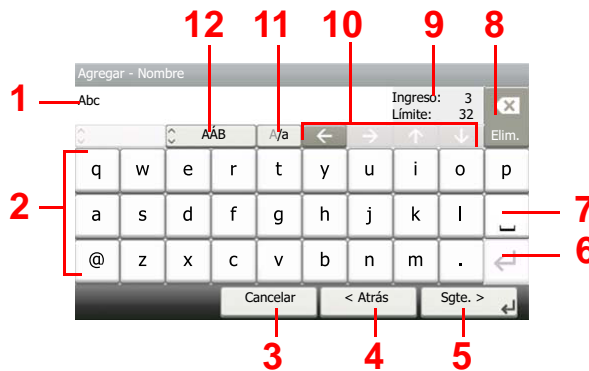 12 11 10 9 8
Agregar - Nombre
1 Abc
Ingreso: 3
Límite: 32
AÁB A/a ← → ↑ ↓ Elim.
q w e r t y u i o p
2
a s d f g h j k l 7
@ z x c v b n m . 6
Cancelar < Atrás Sgte. >
3 4 5